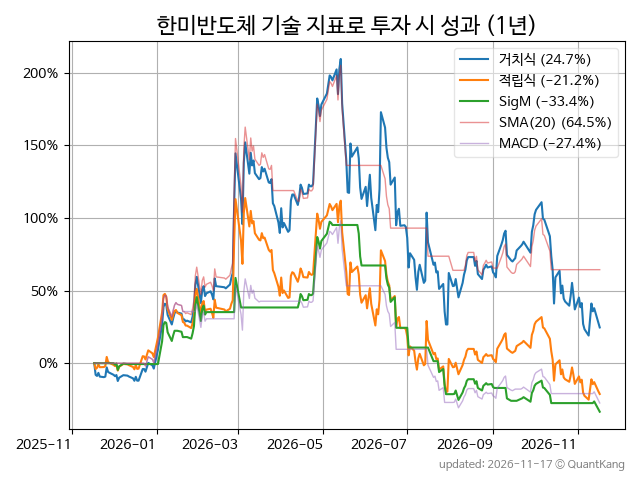 한미반도체 기술 지표로 투자 시 성과 (1년)
거치식 (24.7%)
적립식 (−21.2%)
SigM (−33.4%)
SMA(20) (64.5%)
MACD (−27.4%)
200%
150%
100%
50%
0%
2025-11 2026-01 2026-03 2026-05 2026-07 2026-09 2026-11
updated: 2026-11-17 © QuantKang